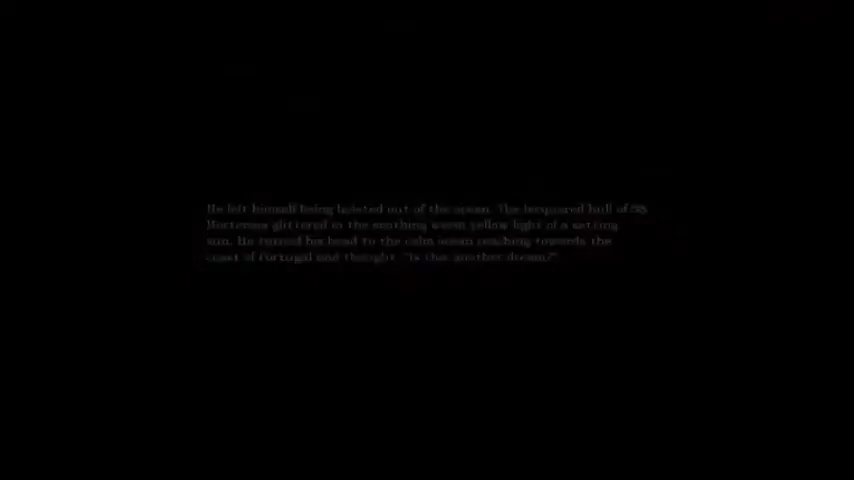 He felt himself being hoisted out of the ocean. The lacquered hull of SS
Hortensia glittered in the soothing warm yellow light of a setting
sun. He turned his head to the calm ocean reaching towards the
coast of Portugal and thought, "Is this another dream?"